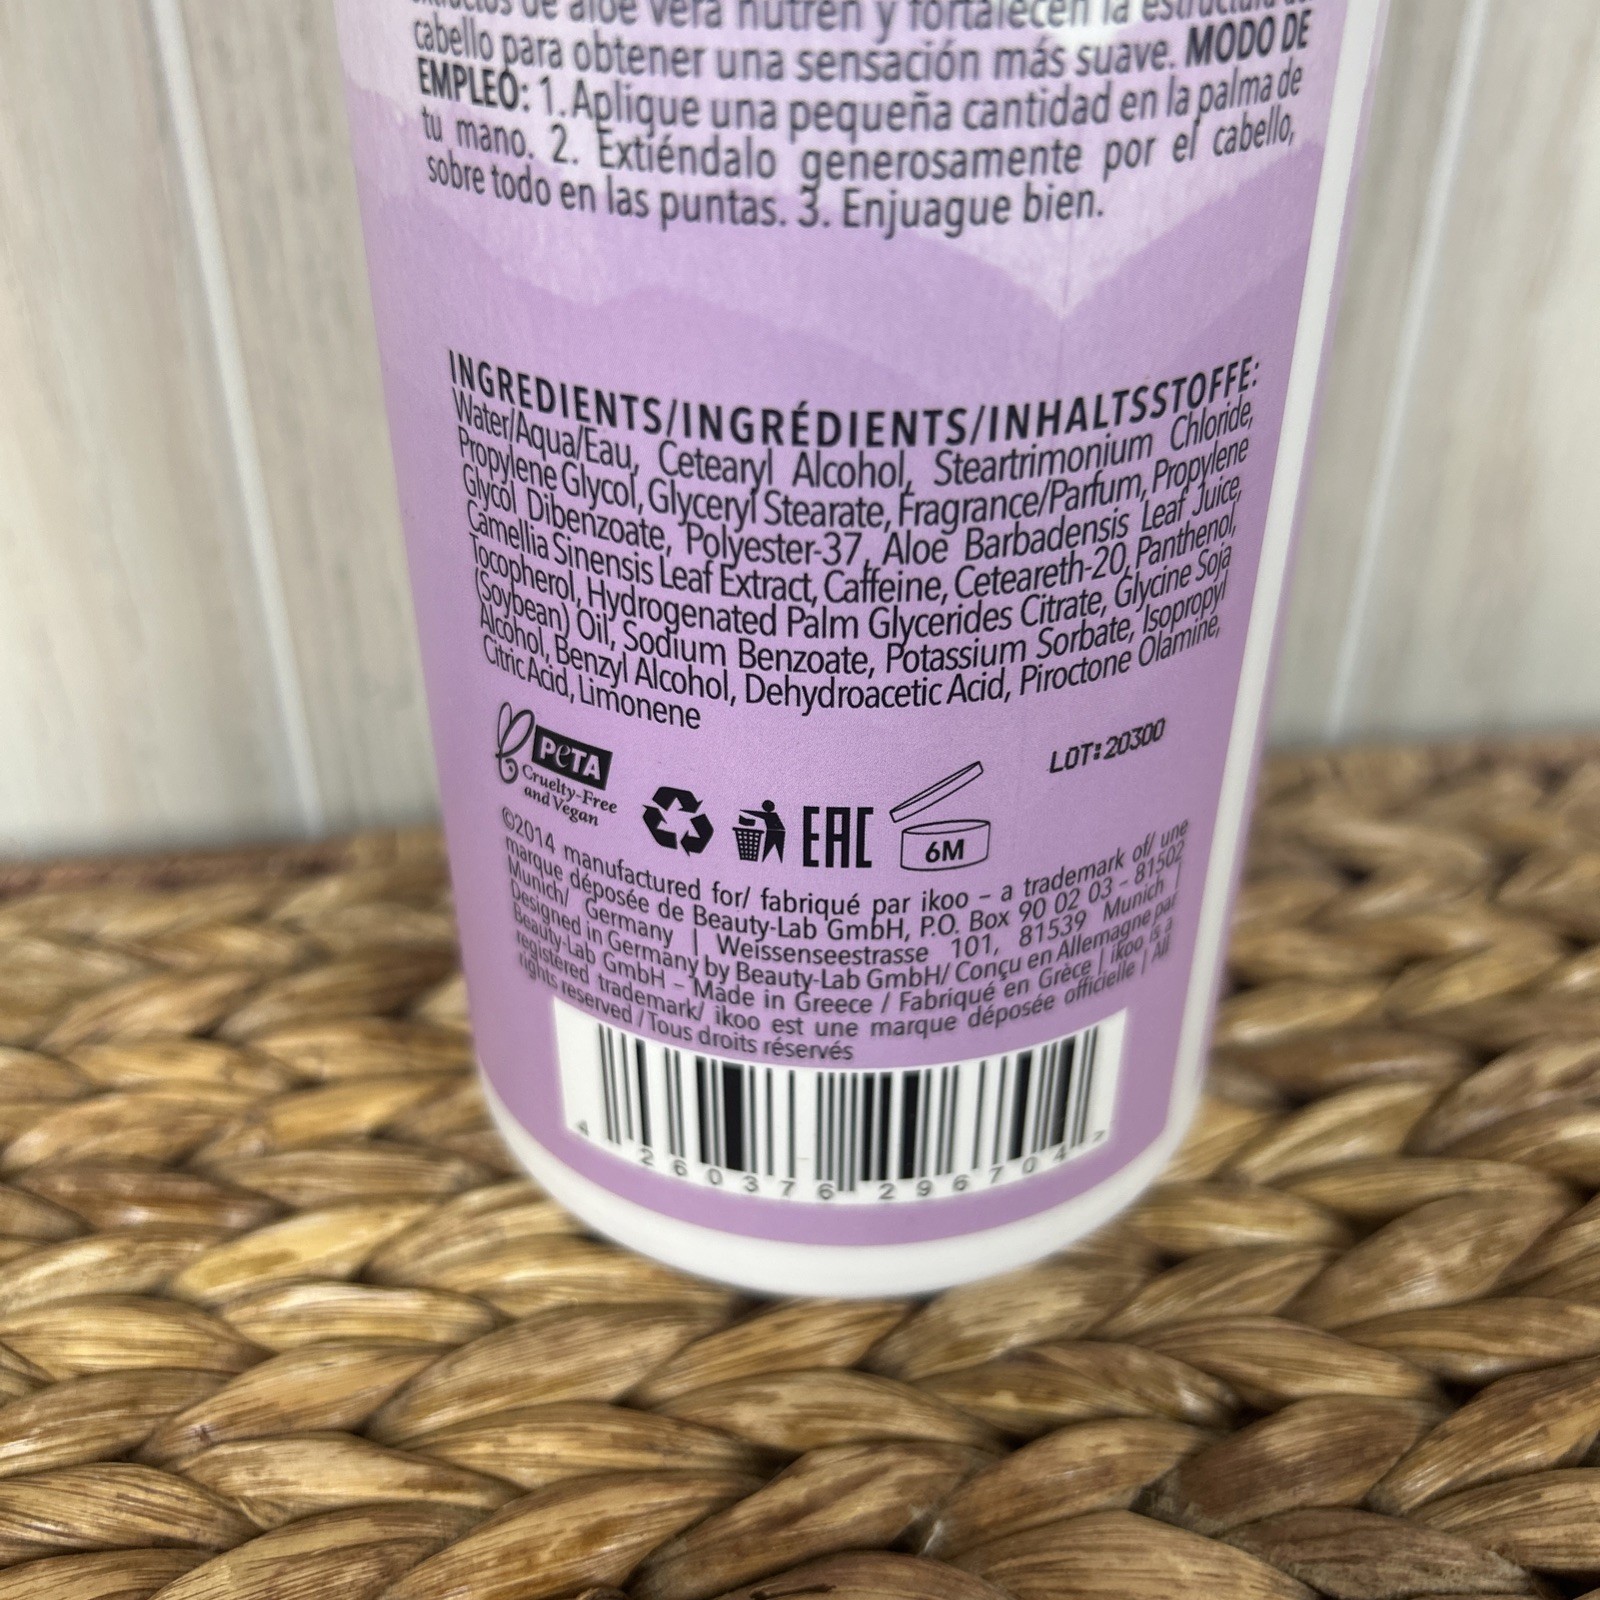 de aloe vera nutren y fortalecen la
cabello para obtener una sensación más suave. MODO DE
EMPLEO: 1. Aplique una pequeña cantidad en la palma de
tu mano. 2. Extiéndalo generosamente por el cabello,
sobre todo en las puntas. 3. Enjuague bien.
INGREDIENTS/INGRÉDIENTS/INHALTSSTOFFE:
Water/Aqua/Eau, Cetearyl Alcohol, Steartrimonium Chloride,
Propylene Glycol, Glyceryl Stearate, Fragrance/Parfum, Propylene
Glycol Dibenzoate, Polyester-37, Aloe Barbadensis Leaf Juice,
Camellia Sinensis Leaf Extract, Caffeine, Ceteareth-20, Panthenol,
Tocopherol, Hydrogenated Palm Glycerides Citrate, Glycine Soja
(Soybean) Oil, Sodium Benzoate, Potassium Sorbate, Isopropyl
Alcohol, Benzyl Alcohol, Dehydroacetic Acid, Piroctone Olamine,
Citric Acid, Limonene
LOT: 20300
PETA
Cruelty-Free
and Vegan
EAC
6M
©2014 manufactured for/ fabriqué par ikoo – a trademark of/ une
marque déposée de Beauty-Lab GmbH, P.O. Box 90 02 03 – 81502
Munich/ Germany | Weissenseestrasse 101, 81539 Munich |
Designed in Germany by Beauty-Lab GmbH/ Conçu en Allemagne par
Beauty-Lab GmbH – Made in Greece / Fabriqué en Grèce | ikoo is a
registered trademark/ ikoo est une marque déposée officielle | All
rights reserved / Tous droits réservés
4 260376 296704 7